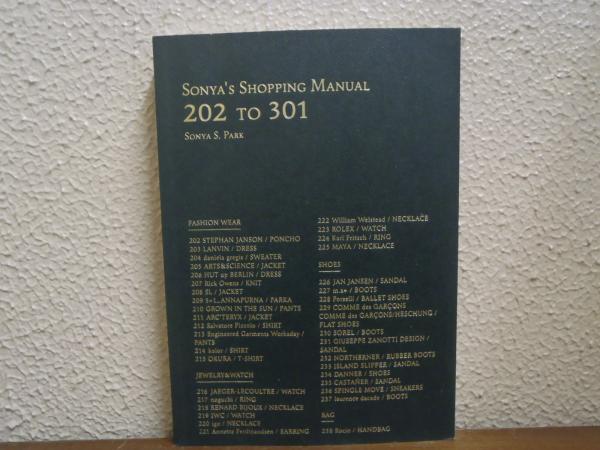 SONYA'S SHOPPING MANUAL
202 TO 301
SONYA S. PARK
FASHION WEAR
202 STEPHAN JANSON / PONCHO
203 LANVIN / DRESS
204 daniela gregis / SWEATER
205 ARTS&SCIENCE / JACKET
206 HUT up BERLIN / DRESS
207 Rick Owens / KNIT
208 SL / JACKET
209 ANNAPURNA / PARKA
210 GROWN IN THE SUN / PANTS
211 ARC'TERYX / JACKET
212 Salvatore Piccolo / SHIRT
213 Engineered Garments Workaday /
PANTS
214 kolor / SHIRT
215 OKURA / T-SHIRT
JEWELRY&WATCH
216 JAEGER-LECOULTRE / WATCH
217 noguchi / RING
218 RENARD BIJOUX / NECKLACE
219 IWC / WATCH
220 / NECKLACE
221 Annette Ferdinandsen / EARRING
222 William Welstead / NECKLACE
223 ROLEX / WATCH
224 Karl Fritsch / RING
225 MAYA / NECKLACE
SHOES
226 JAN JANSEN / SANDAL
227 m.a+ / BOOTS
228 Porselli / BALLET SHOES
229 COMME des GARÇONS
COMME des GARÇONS/HESCHUNG /
FLAT SHOES
230 SOREL / BOOTS
231 GIUSEPPE ZANOTTI DESIGN /
SANDAL
232 NORTHERNER / RUBBER BOOTS
233 ISLAND SLIPPER / SANDAL
234 DANNER / SHOES
235 CASTAÑER / SANDAL
236 SPINGLE MOVE / SNEAKERS
237 laurence dacade / BOOTS
BAG
238 Rocio / HANDBAG